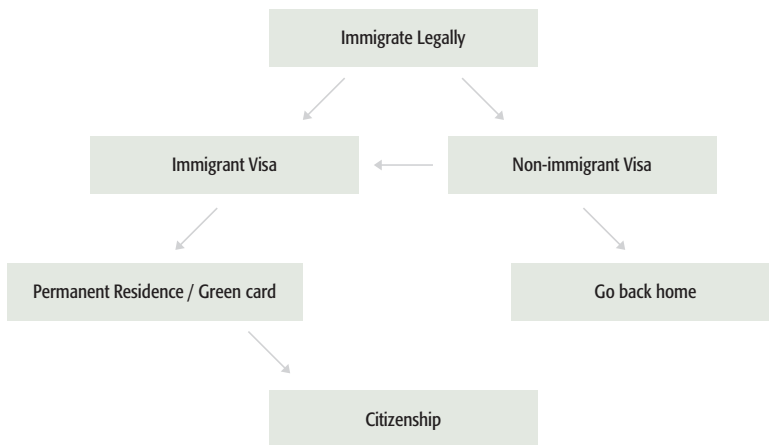 Immigrate Legally
Immigrant Visa
Non-immigrant Visa
Permanent Residence / Green card
Go back home
Citizenship